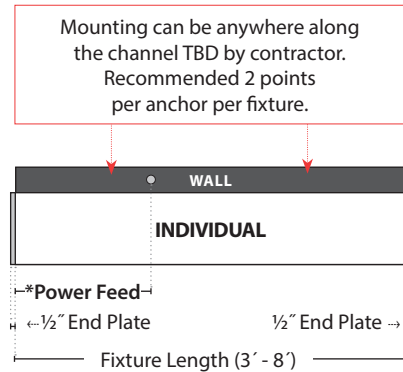 Mounting can be anywhere along
the channel TBD by contractor.
Recommended 2 points
per anchor per fixture.
WALL
INDIVIDUAL
*Power Feed
½˝ End Plate ½˝ End Plate
Fixture Length (3´ - 8´)